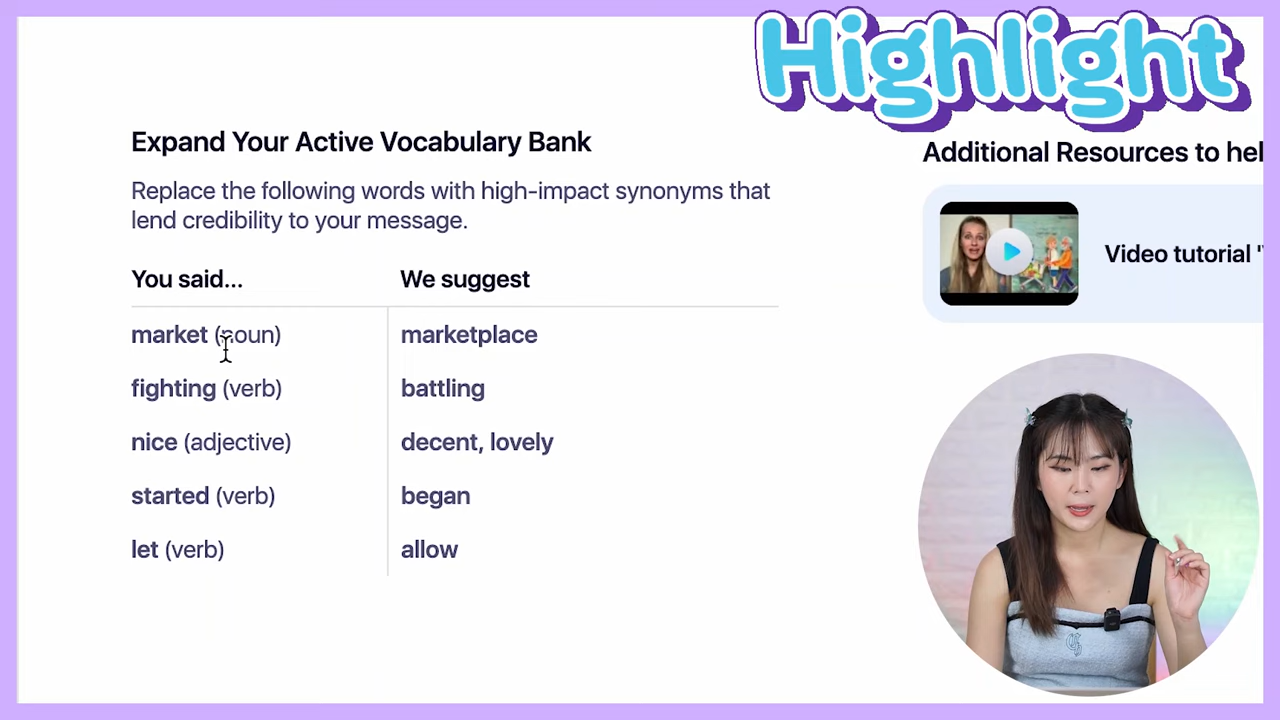 Highlight
Expand Your Active Vocabulary Bank
Replace the following words with high-impact synonyms that
lend credibility to your message.
You said...
We suggest
market (noun)
marketplace
fighting (verb)
battling
nice (adjective)
decent, lovely
started (verb)
began
let (verb)
allow
Additional Resources to hel
Video tutorial "